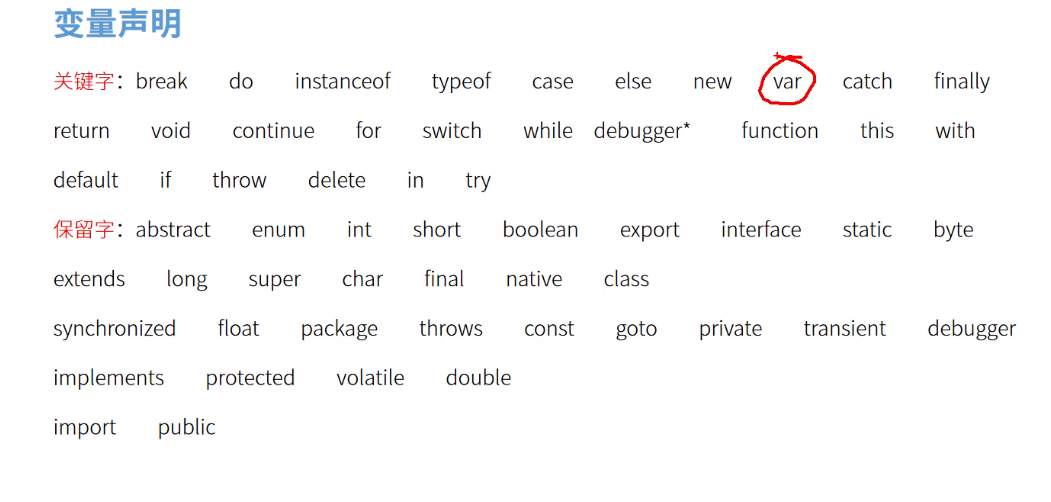 变量声明
关键字：break do instanceof typeof case else new var catch finally
return void continue for switch while debugger* function this with
default if throw delete in try
保留字：abstract enum int short boolean export interface static byte
extends long super char final native class
synchronized float package throws const goto private transient debugger
implements protected volatile double
import public